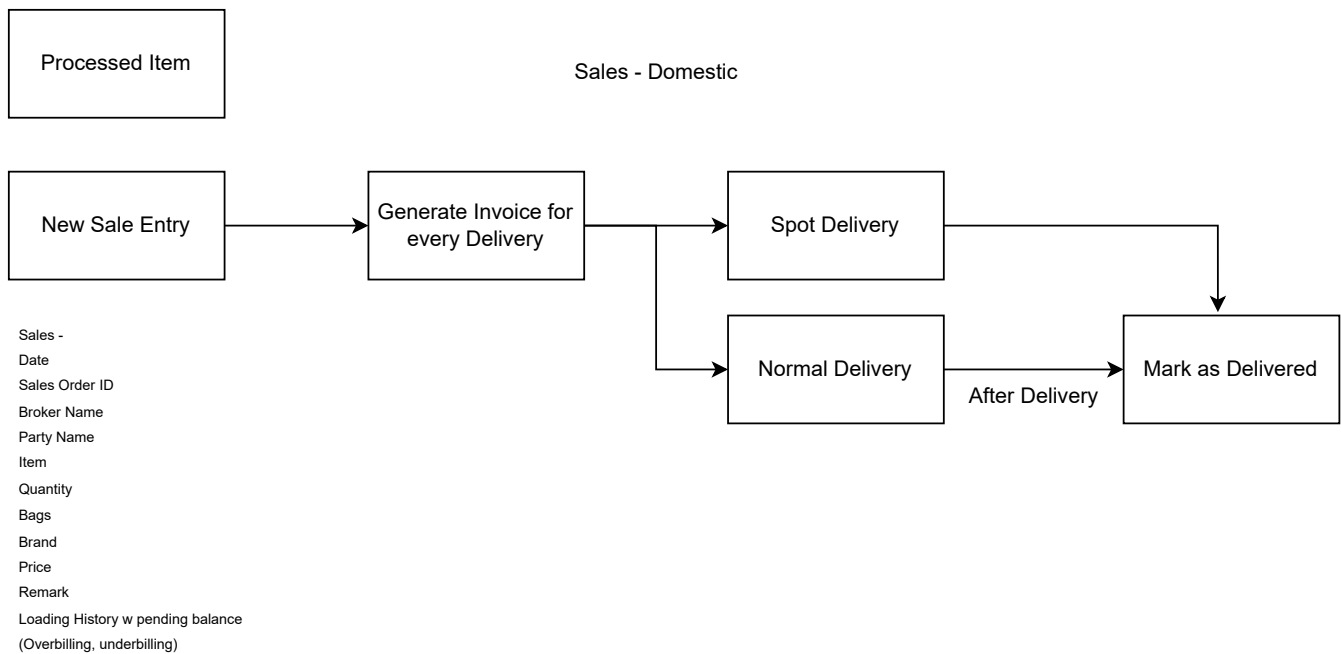 Processed Item
Sales - Domestic
New Sale Entry
Generate Invoice for
every Delivery
Spot Delivery
Normal Delivery
After Delivery
Mark as Delivered
Sales -
Date
Sales Order ID
Broker Name
Party Name
Item
Quantity
Bags
Brand
Price
Remark
Loading History w pending balance
(Overbilling, underbilling)